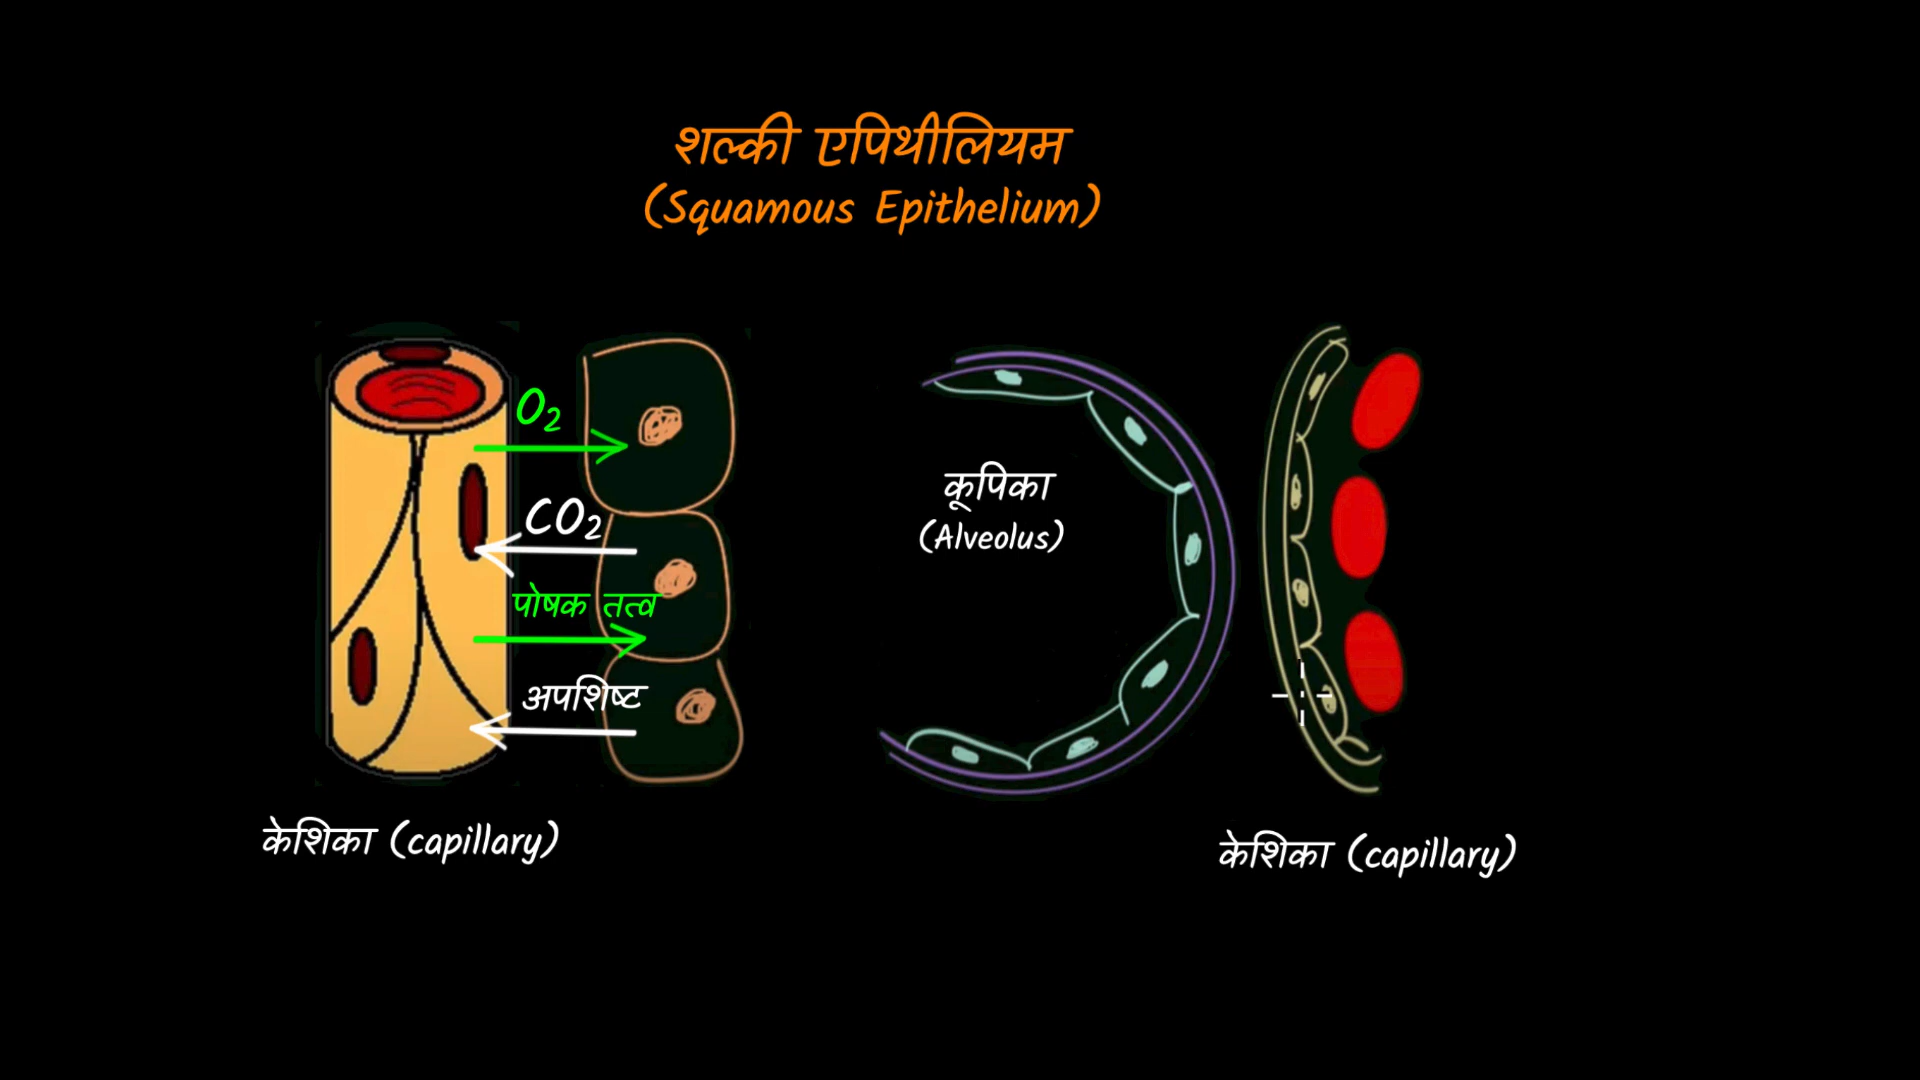 शल्की एपिथीलियम
(Squamous Epithelium)
O₂
CO₂
पोषक तत्व
अपशिष्ट
केशिका (capillary)
कूपिका
(Alveolus)
केशिका (capillary)